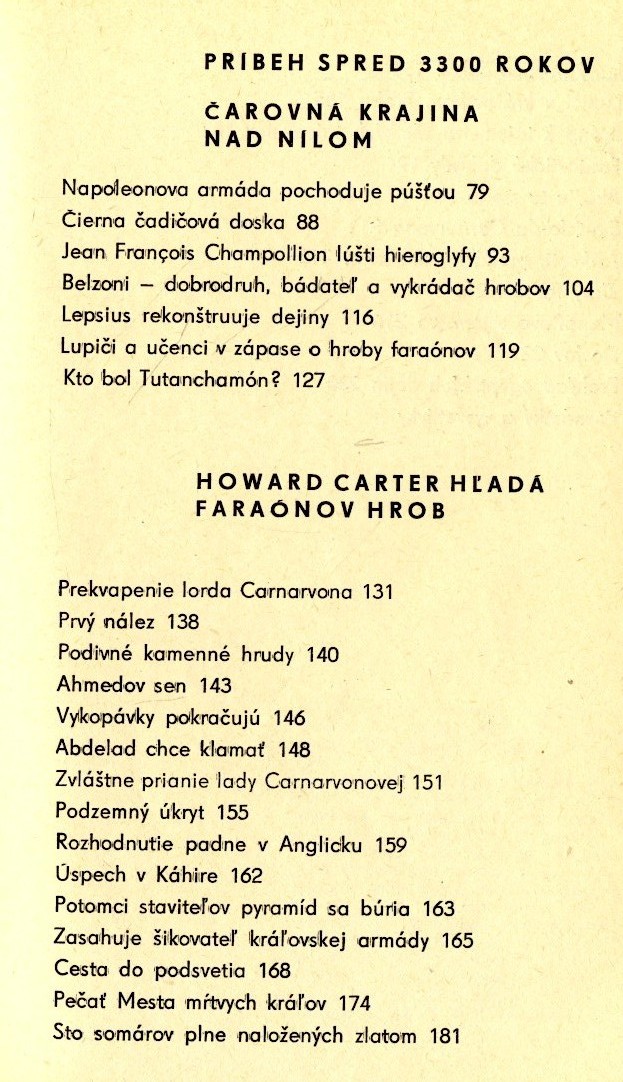 PRÍBEH SPRED 3300 ROKOV
ČAROVNÁ KRAJINA
NAD NÍLOM
Napoleonova armáda pochoduje púšťou 79
Čierna čadičová doska 88
Jean François Champollion lúšti hieroglyfy 93
Belzoni – dobrodruh, bádateľ a vykrádač hrobov 104
Lepsius rekonštruuje dejiny 116
Lupiči a učenci v zápase o hroby faraónov 119
Kto bol Tutanchamón? 127
HOWARD CARTER HĽADÁ
FARAÓNOV HROB
Prekvapenie lorda Carnarvona 131
Prvý nález 138
Podivné kamenné hrudy 140
Ahmedov sen 143
Vykopávky pokračujú 146
Abdelad chce klamať 148
Zvláštne prianie lady Carnarvonovej 151
Podzemný úkryt 155
Rozhodnutie padne v Anglicku 159
Úspech v Káhire 162
Potomci staviteľov pyramíd sa búria 163
Zasahuje šikovateľ kráľovskej armády 165
Cesta do podsvetia 168
Pečať Mesta mŕtvych kráľov 174
Sto somárov plne naložených zlatom 181